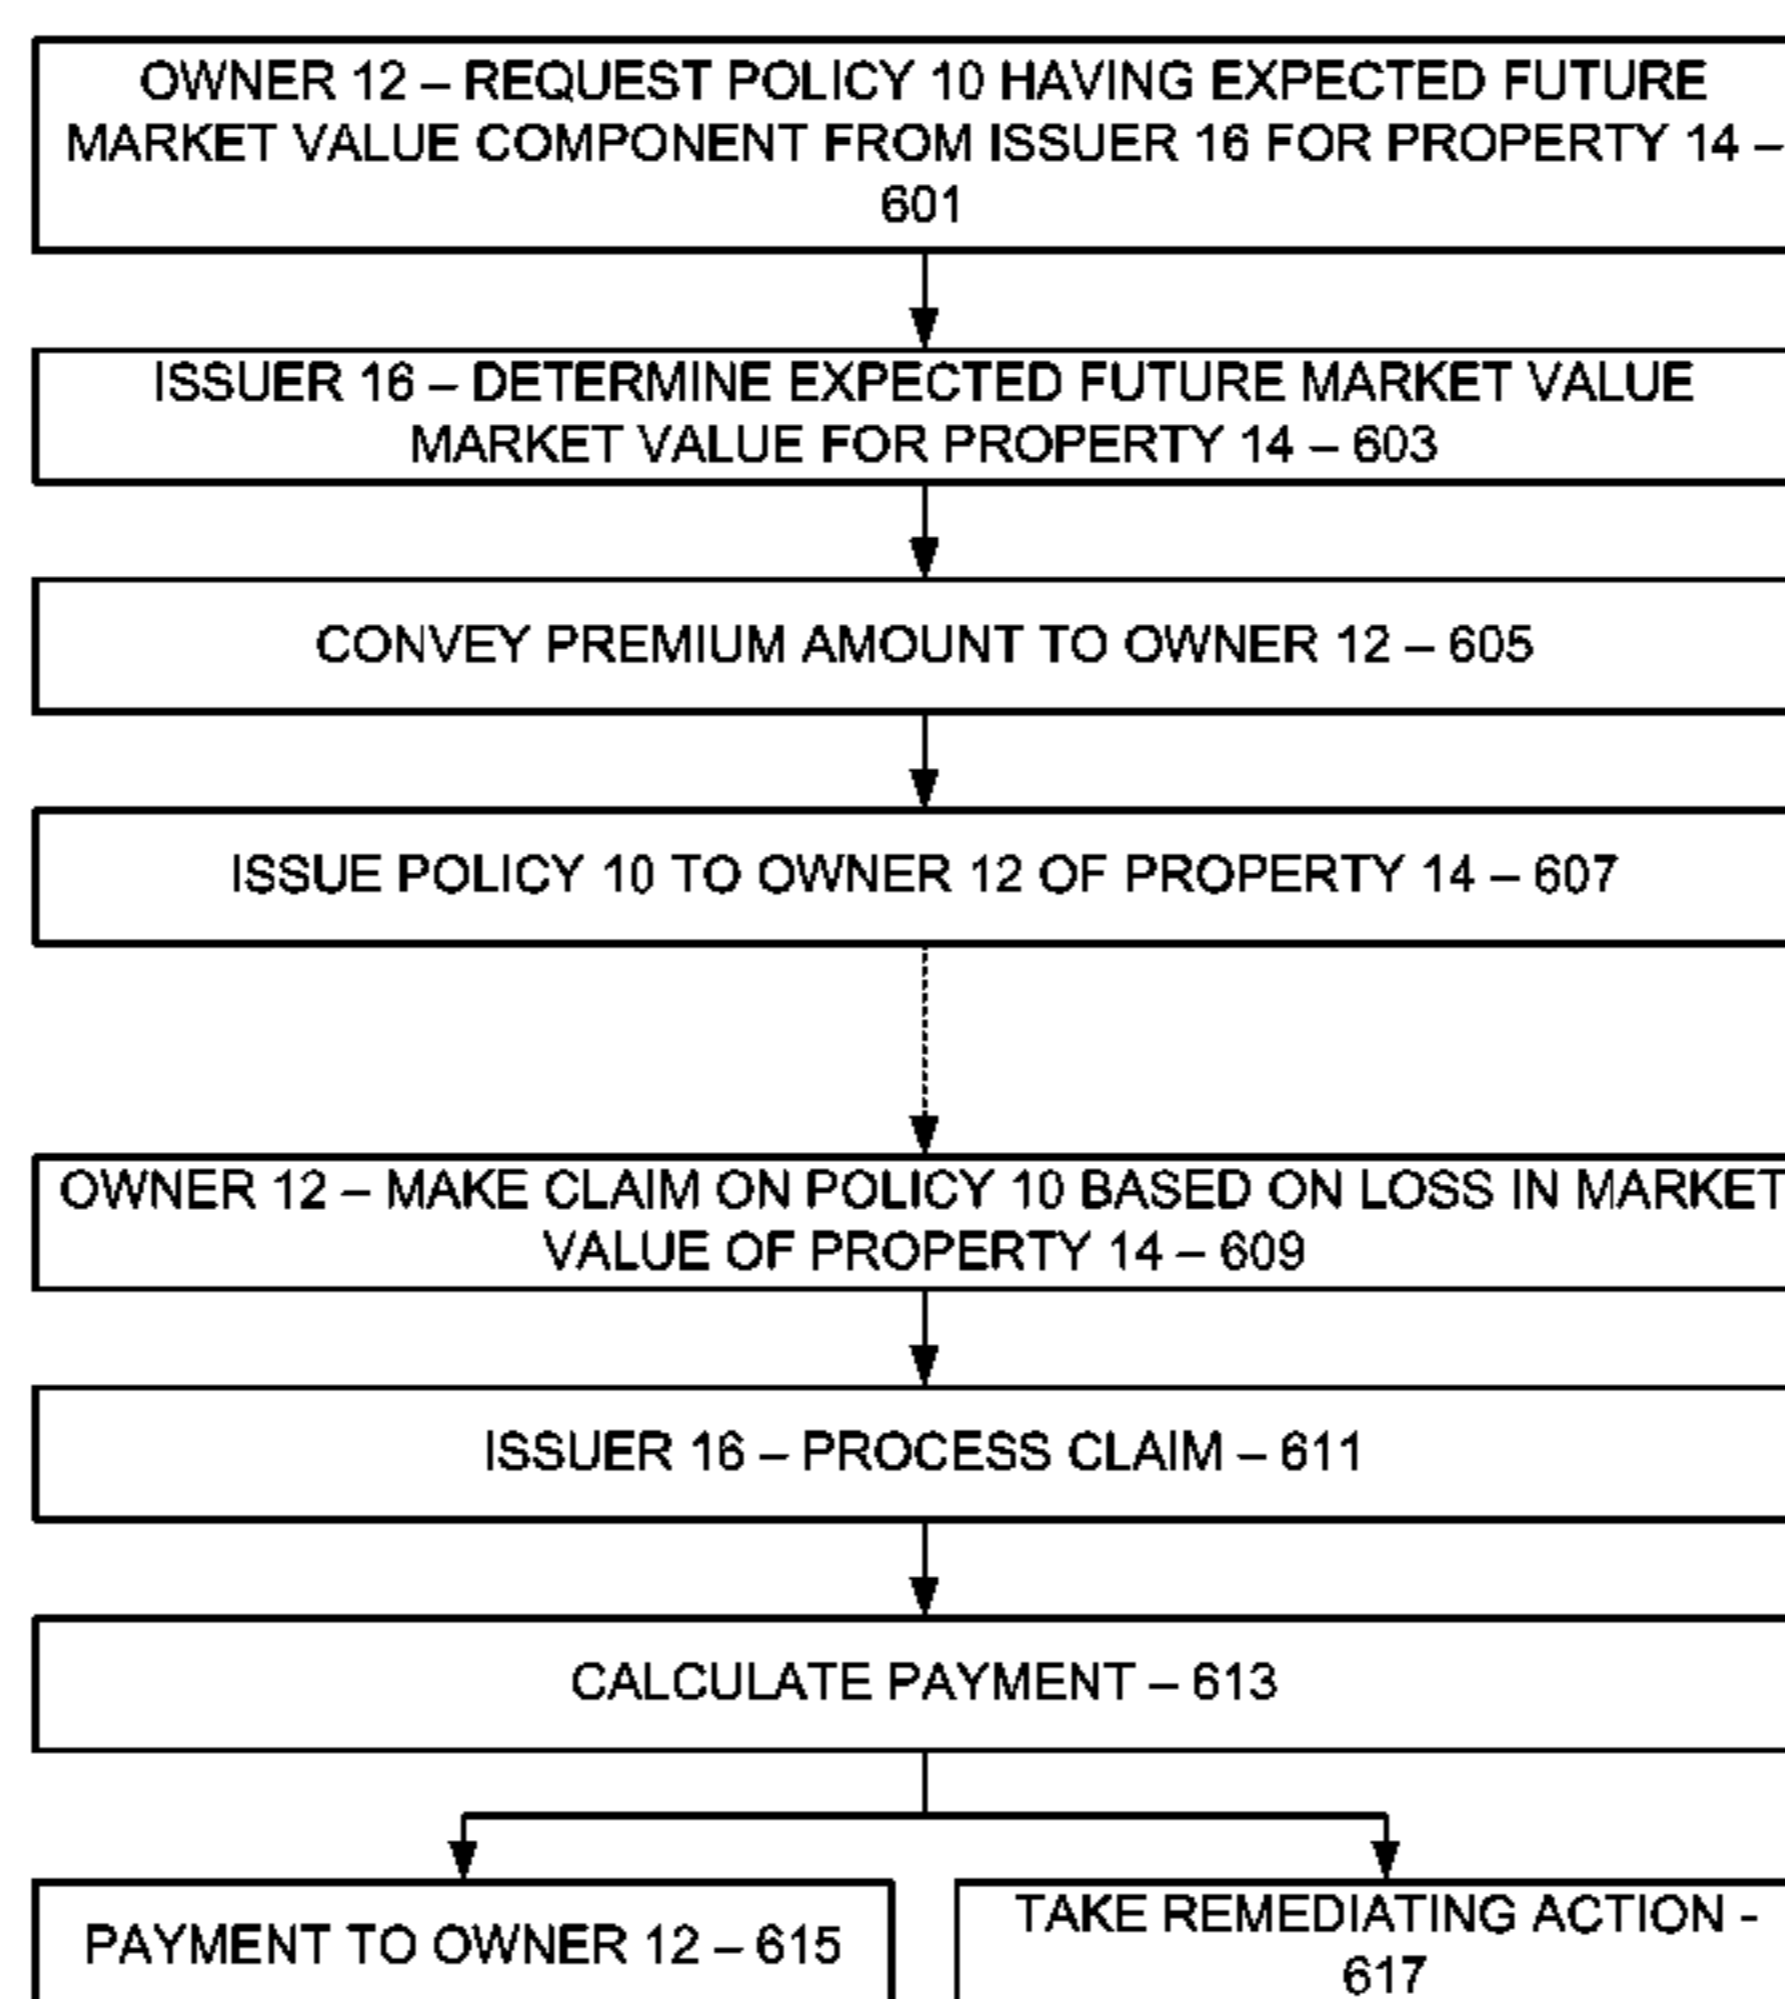 OWNER 12 – REQUEST POLICY 10 HAVING EXPECTED FUTURE
MARKET VALUE COMPONENT FROM ISSUER 16 FOR PROPERTY 14 –
601
ISSUER 16 – DETERMINE EXPECTED FUTURE MARKET VALUE
MARKET VALUE FOR PROPERTY 14 – 603
CONVEY PREMIUM AMOUNT TO OWNER 12 – 605
ISSUE POLICY 10 TO OWNER 12 OF PROPERTY 14 – 607
OWNER 12 – MAKE CLAIM ON POLICY 10 BASED ON LOSS IN MARKET
VALUE OF PROPERTY 14 – 609
ISSUER 16 – PROCESS CLAIM – 611
CALCULATE PAYMENT – 613
PAYMENT TO OWNER 12 – 615
TAKE REMEDIATING ACTION -
617